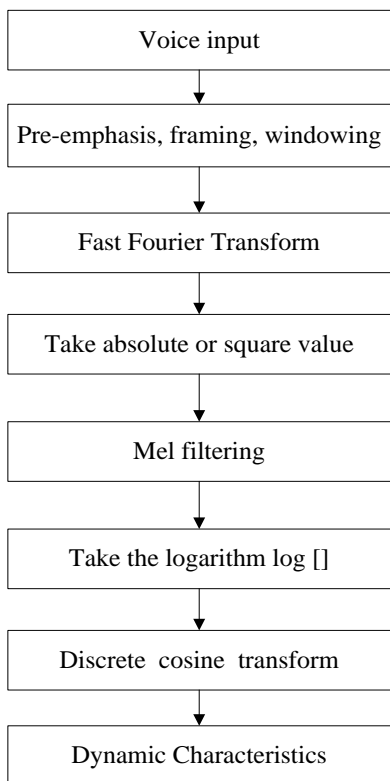 Voice input
Pre-emphasis, framing, windowing
Fast Fourier Transform
Take absolute or square value
Mel filtering
Take the logarithm log []
Discrete cosine transform
Dynamic Characteristics